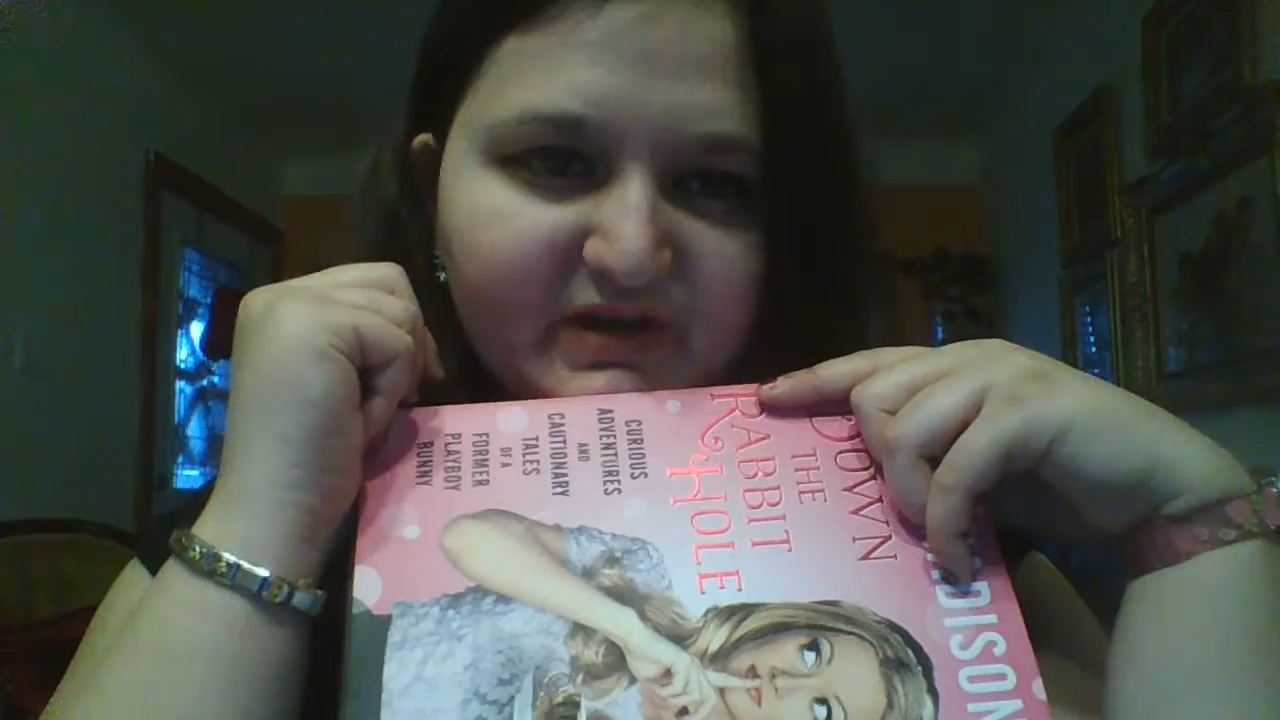 DISON
DOWN
THE
RABBIT
HOLE
CURIOUS
ADVENTURES
AND
CAUTIONARY
TALES
OF A
FORMER
PLAYBOY
BUNNY